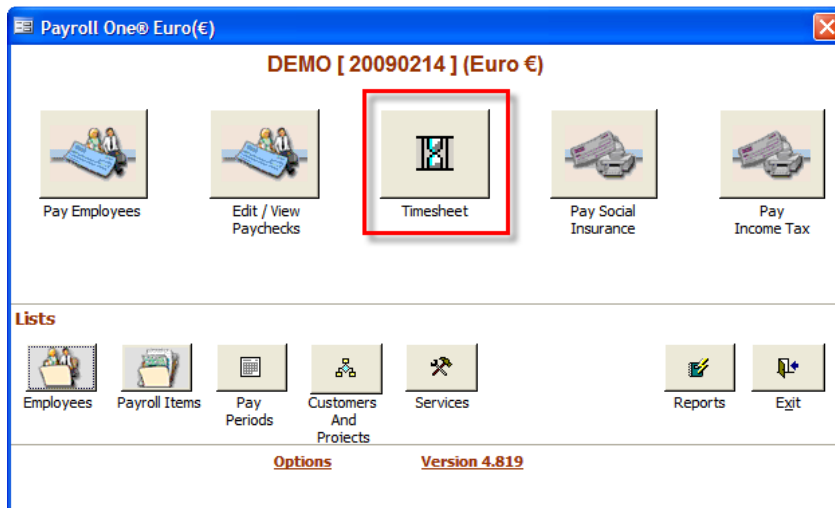 Payroll One® Euro(€)
DEMO [ 20090214 ] (Euro €)
Pay Employees
Edit / View
Paychecks
Timesheet
Pay Social
Insurance
Pay
Income Tax
Lists
Employees
Payroll Items
Pay
Periods
Customers
And
Projects
Services
Reports
Exit
Options
Version 4.819